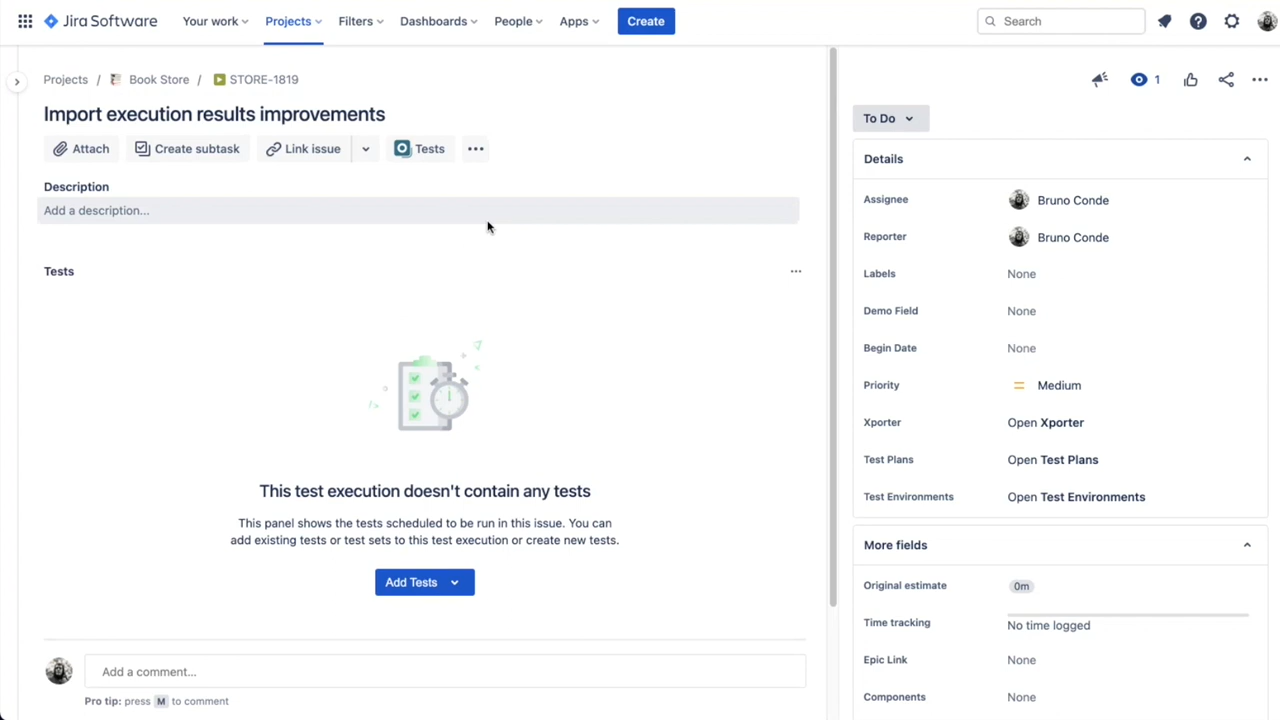 Jira Software Your work Projects Filters Dashboards People Apps Create Search
Projects / Book Store / STORE-1819
1
Import execution results improvements
To Do
Attach Create subtask Link issue Tests
Details
Description
Add a description...
Assignee Bruno Conde
Reporter Bruno Conde
Tests
Labels None
Demo Field None
Begin Date None
Priority Medium
Xporter Open Xporter
Test Plans Open Test Plans
Test Environments Open Test Environments
This test execution doesn't contain any tests
This panel shows the tests scheduled to be run in this issue. You can
add existing tests or test sets to this test execution or create new tests.
Add Tests
More fields
Original estimate 0m
Time tracking No time logged
Epic Link None
Components None
Add a comment...
Pro tip: press M to comment